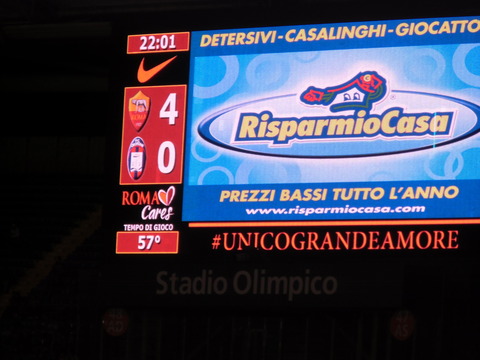 22:01
DETERSIVI - CASALINGHI - GIOCATTO
ROMA
4
0
RisparmioCasa
PREZZI BASSI TUTTO L'ANNO
www.risparmiocasa.com
ROMA
Cares
TEMPO DI GIOCO
57°
#UNICOGRANDEAMORE
Stadio Olimpico